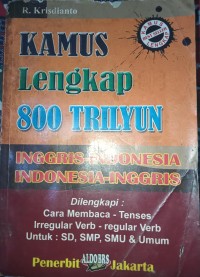 R. Krisdianto
KAMUS
Lengkap
800 TRILYUN
INGGRIS-INDONESIA
INDONESIA-INGGRIS
Dilengkapi :
Cara Membaca - Tenses
Irregular Verb - regular Verb
Untuk : SD, SMP, SMU & Umum
Penerbit Jakarta